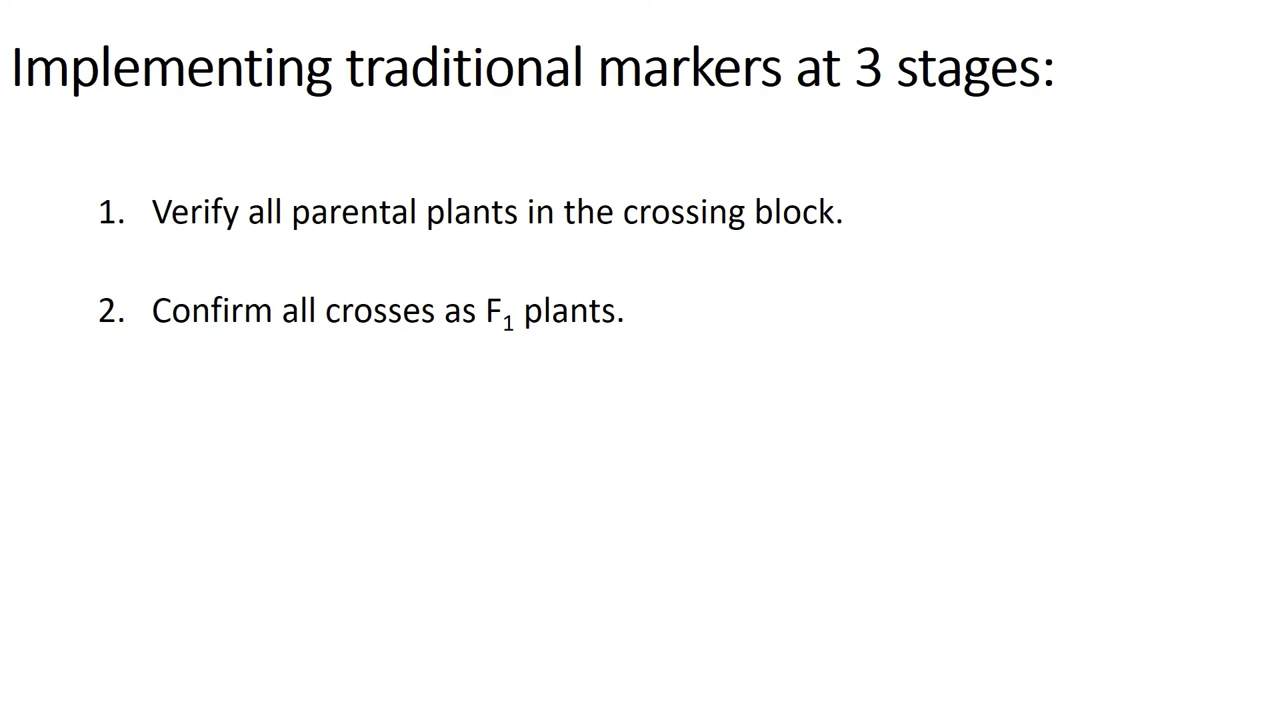 Implementing traditional markers at 3 stages:
1. Verify all parental plants in the crossing block.
2. Confirm all crosses as F₁ plants.